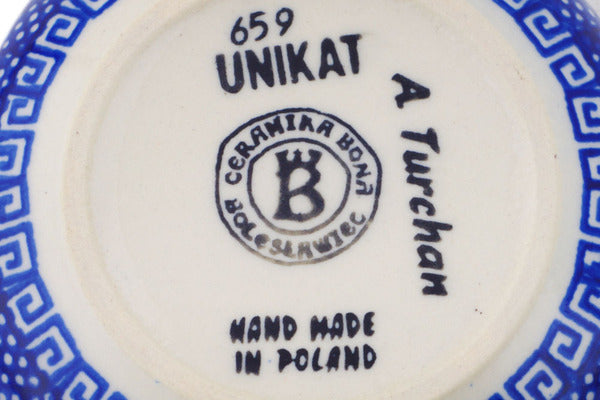 659
UNIKAT
CERAMIKA BONA
B
BOLESŁAWIEC
A Turchan
HAND MADE
IN POLAND